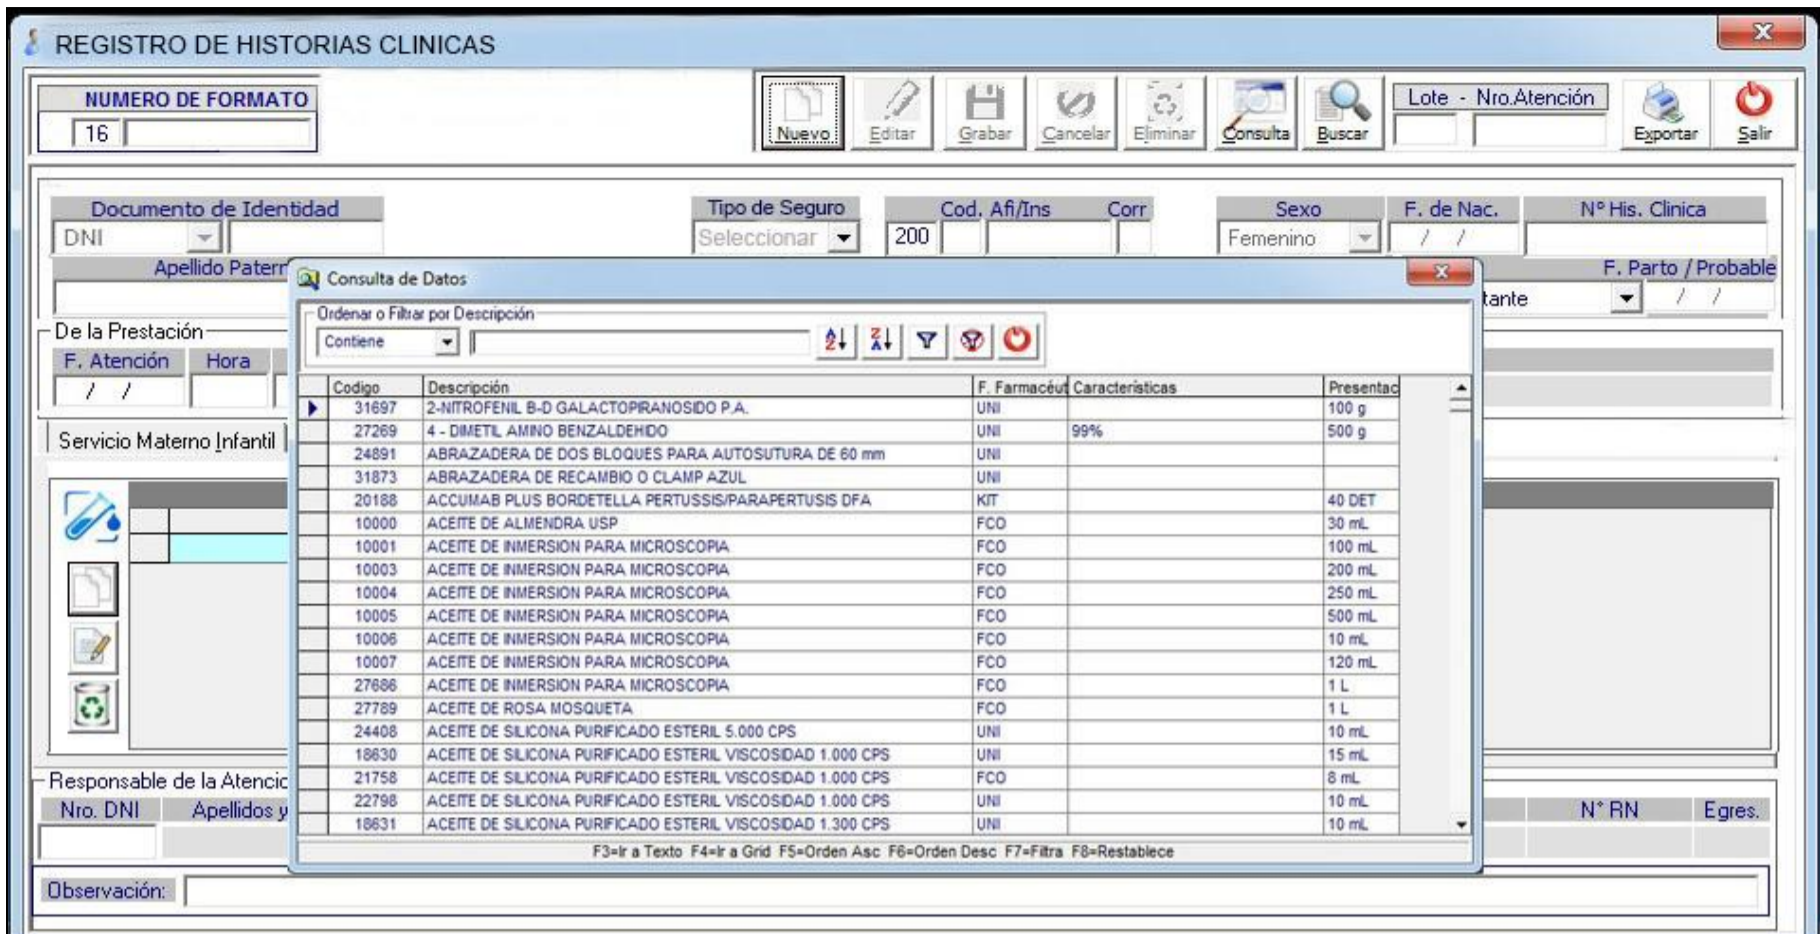 REGISTRO DE HISTORIAS CLINICAS
NUMERO DE FORMATO
16
Nuevo Editar Grabar Cancelar Eliminar Consulta Buscar
Lote - Nro.Atención
Exportar Salir
Documento de Identidad Tipo de Seguro Cod. Afi/Ins Corr Sexo F. de Nac. Nº His. Clinica
DNI Seleccionar 200 Femenino / /
Apellido Patern F. Parto / Probable
tante / /
De la Prestación
F. Atención Hora
/ /
Servicio Materno Infantil
Consulta de Datos
Ordenar o Filtrar por Descripción
Contiene
Codigo Descripción F. Farmacéut Características Presentac
31697 2-NITROFENIL B-D GALACTOPIRANOSIDO P.A. UNI 100 g
27269 4 - DIMETIL AMINO BENZALDEHIDO UNI 99% 500 g
24891 ABRAZADERA DE DOS BLOQUES PARA AUTOSUTURA DE 60 mm UNI
31873 ABRAZADERA DE RECAMBIO O CLAMP AZUL UNI
20188 ACCUMAB PLUS BORDETELLA PERTUSSIS/PARAPERTUSIS DFA KIT 40 DET
10000 ACEITE DE ALMENDRA USP FCO 30 mL
10001 ACEITE DE INMERSION PARA MICROSCOPIA FCO 100 mL
10003 ACEITE DE INMERSION PARA MICROSCOPIA FCO 200 mL
10004 ACEITE DE INMERSION PARA MICROSCOPIA FCO 250 mL
10005 ACEITE DE INMERSION PARA MICROSCOPIA FCO 500 mL
10006 ACEITE DE INMERSION PARA MICROSCOPIA FCO 10 mL
10007 ACEITE DE INMERSION PARA MICROSCOPIA FCO 120 mL
27686 ACEITE DE INMERSION PARA MICROSCOPIA FCO 1 L
27789 ACEITE DE ROSA MOSQUETA FCO 1 L
24408 ACEITE DE SILICONA PURIFICADO ESTERIL 5.000 CPS UNI 10 mL
18630 ACEITE DE SILICONA PURIFICADO ESTERIL VISCOSIDAD 1.000 CPS UNI 15 mL
21758 ACEITE DE SILICONA PURIFICADO ESTERIL VISCOSIDAD 1.000 CPS FCO 8 mL
22798 ACEITE DE SILICONA PURIFICADO ESTERIL VISCOSIDAD 1.000 CPS UNI 10 mL
18631 ACEITE DE SILICONA PURIFICADO ESTERIL VISCOSIDAD 1.300 CPS UNI 10 mL
F3=Ir a Texto F4=Ir a Grid F5=Orden Asc F6=Orden Desc F7=Filtra F8=Restablece
Responsable de la Atencio
Nro. DNI Apellidos y N° RN Egres.
Observación: